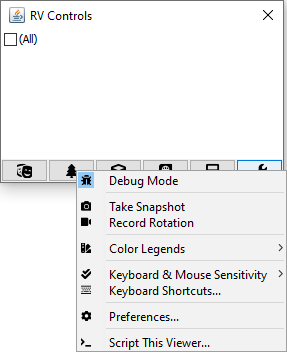 RV Controls
(All)
Debug Mode
Take Snapshot
Record Rotation
Color Legends
Keyboard & Mouse Sensitivity
Keyboard Shortcuts...
Preferences...
Script This Viewer...